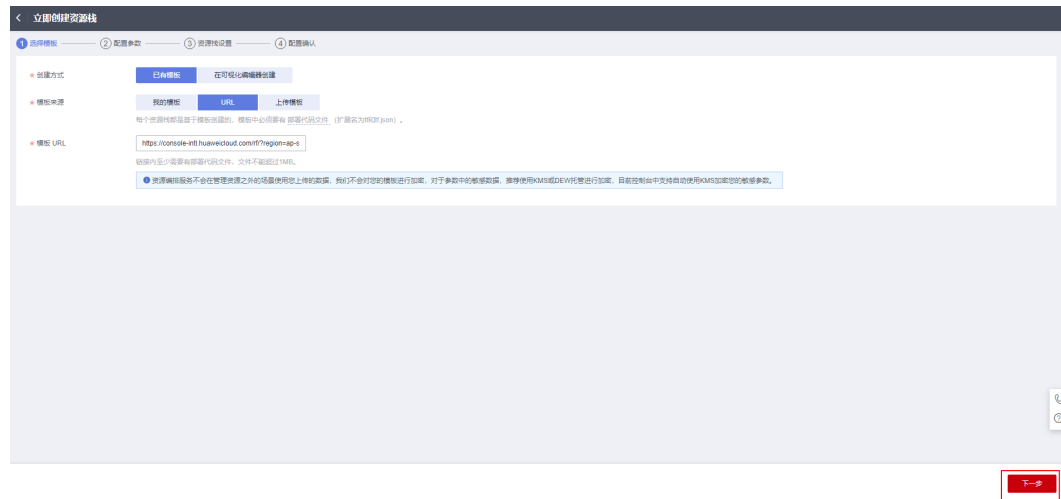 立即创建资源栈
1 选择模板 2 配置参数 3 资源栈设置 4 配置确认
* 创建方式 已有模板 在可视化编辑器创建
* 模板来源 我的模板 URL 上传模板
每个资源栈都是基于模板创建的，模板中必须要有 部署代码文件 （扩展名为tf和tf.json）。
* 模板 URL https://console-intl.huaweicloud.com/rf/?region=ap-s
链接内至少需要有部署代码文件，文件不能超过1MB。
资源编排服务不会在管理资源之外的场景使用您上传的数据，我们不会对您的模板进行加密，对于参数中的敏感数据，推荐使用KMS或DEW托管进行加密，目前控制台中支持自动使用KMS加密您的敏感参数。
下一步